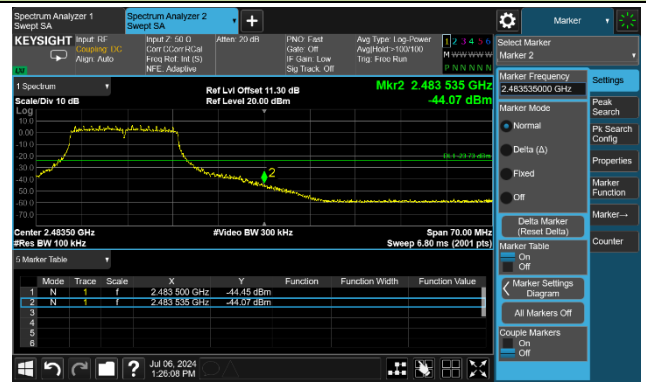 Spectrum Analyzer 1
Swept SA
Spectrum Analyzer 2
Swept SA
+
Marker
KEYSIGHT
Input: RF
Coupling: DC
Align: Auto
Input Z: 50 Ω
Corr CCorr RCal
Freq Ref: Int (S)
NFE: Adaptive
Atten: 20 dB
PNO: Fast
Gate: Off
IF Gain: Low
Sig Track: Off
Avg Type: Log-Power
Avg|Hold:>100/100
Trig: Free Run
1 2 3 4 5 6
M W W W W W
P N N N N N
LW
Select Marker
Marker 2
1 Spectrum
Scale/Div 10 dB
Log
Ref Lvl Offset 11.30 dB
Ref Level 20.00 dBm
Mkr2 2.483 535 GHz
-44.07 dBm
10.0
0.00
-10.0
-20.0
-30.0
-40.0
-50.0
-60.0
-70.0
DL1 -23.73 dBm
2
Center 2.48350 GHz
#Res BW 100 kHz
#Video BW 300 kHz
Span 70.00 MHz
Sweep 6.80 ms (2001 pts)
5 Marker Table
Mode Trace Scale X Y Function Function Width Function Value
1 N 1 f 2.483 500 GHz -44.45 dBm
2 N 1 f 2.483 535 GHz -44.07 dBm
3
4
5
6
Marker Frequency
2.483535000 GHz
Marker Mode
Normal
Delta (Δ)
Fixed
Off
Delta Marker
(Reset Delta)
Marker Table
On
Off
Marker Settings
Diagram
All Markers Off
Couple Markers
On
Off
Settings
Peak
Search
Pk Search
Config
Properties
Marker
Function
Marker→
Counter
?
Jul 06, 2024
1:26:08 PM